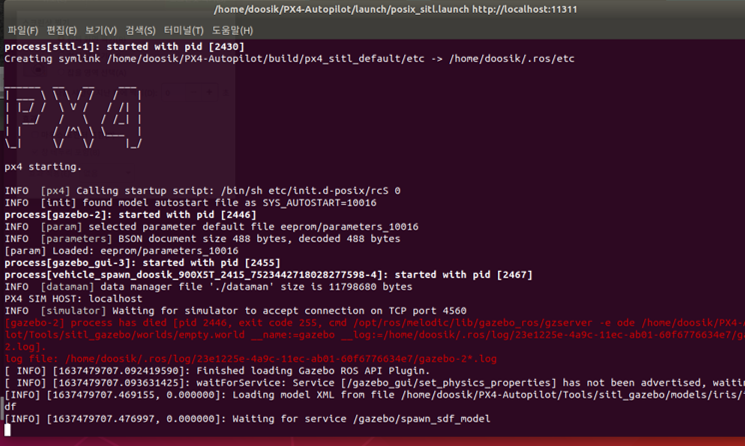 /home/doosik/PX4-Autopilot/launch/posix_sitl.launch http://localhost:11311
파일(F) 편집(E) 보기(V) 검색(S) 터미널(T) 도움말(H)
process[sitl-1]: started with pid [2430]
Creating symlink /home/doosik/PX4-Autopilot/build/px4_sitl_default/etc -> /home/doosik/.ros/etc
PX4
px4 starting.
INFO [px4] Calling startup script: /bin/sh etc/init.d-posix/rcS 0
INFO [init] found model autostart file as SYS_AUTOSTART=10016
process[gazebo-2]: started with pid [2446]
INFO [param] selected parameter default file eeprom/parameters_10016
INFO [parameters] BSON document size 488 bytes, decoded 488 bytes
[param] Loaded: eeprom/parameters_10016
process[gazebo_gui-3]: started with pid [2455]
process[vehicle_spawn_doosik_900X5T_2415_7523442718028277598-4]: started with pid [2467]
INFO [dataman] data manager file './dataman' size is 11798680 bytes
PX4 SIM HOST: localhost
INFO [simulator] Waiting for simulator to accept connection on TCP port 4560
[gazebo-2] process has died [pid 2446, exit code 255, cmd /opt/ros/melodic/lib/gazebo_ros/gzserver -e ode /home/doosik/PX4-
lot/Tools/sitl_gazebo/worlds/empty.world __name:=gazebo __log:=/home/doosik/.ros/log/23e1225e-4a9c-11ec-ab01-60f6776634e7/ga
2.log].
log file: /home/doosik/.ros/log/23e1225e-4a9c-11ec-ab01-60f6776634e7/gazebo-2*.log
[ INFO] [1637479707.092419590]: Finished loading Gazebo ROS API Plugin.
[ INFO] [1637479707.093631425]: waitForService: Service [/gazebo_gui/set_physics_properties] has not been advertised, waitin
[INFO] [1637479707.469155, 0.000000]: Loading model XML from file /home/doosik/PX4-Autopilot/Tools/sitl_gazebo/models/iris/
df
[INFO] [1637479707.476997, 0.000000]: Waiting for service /gazebo/spawn_sdf_model